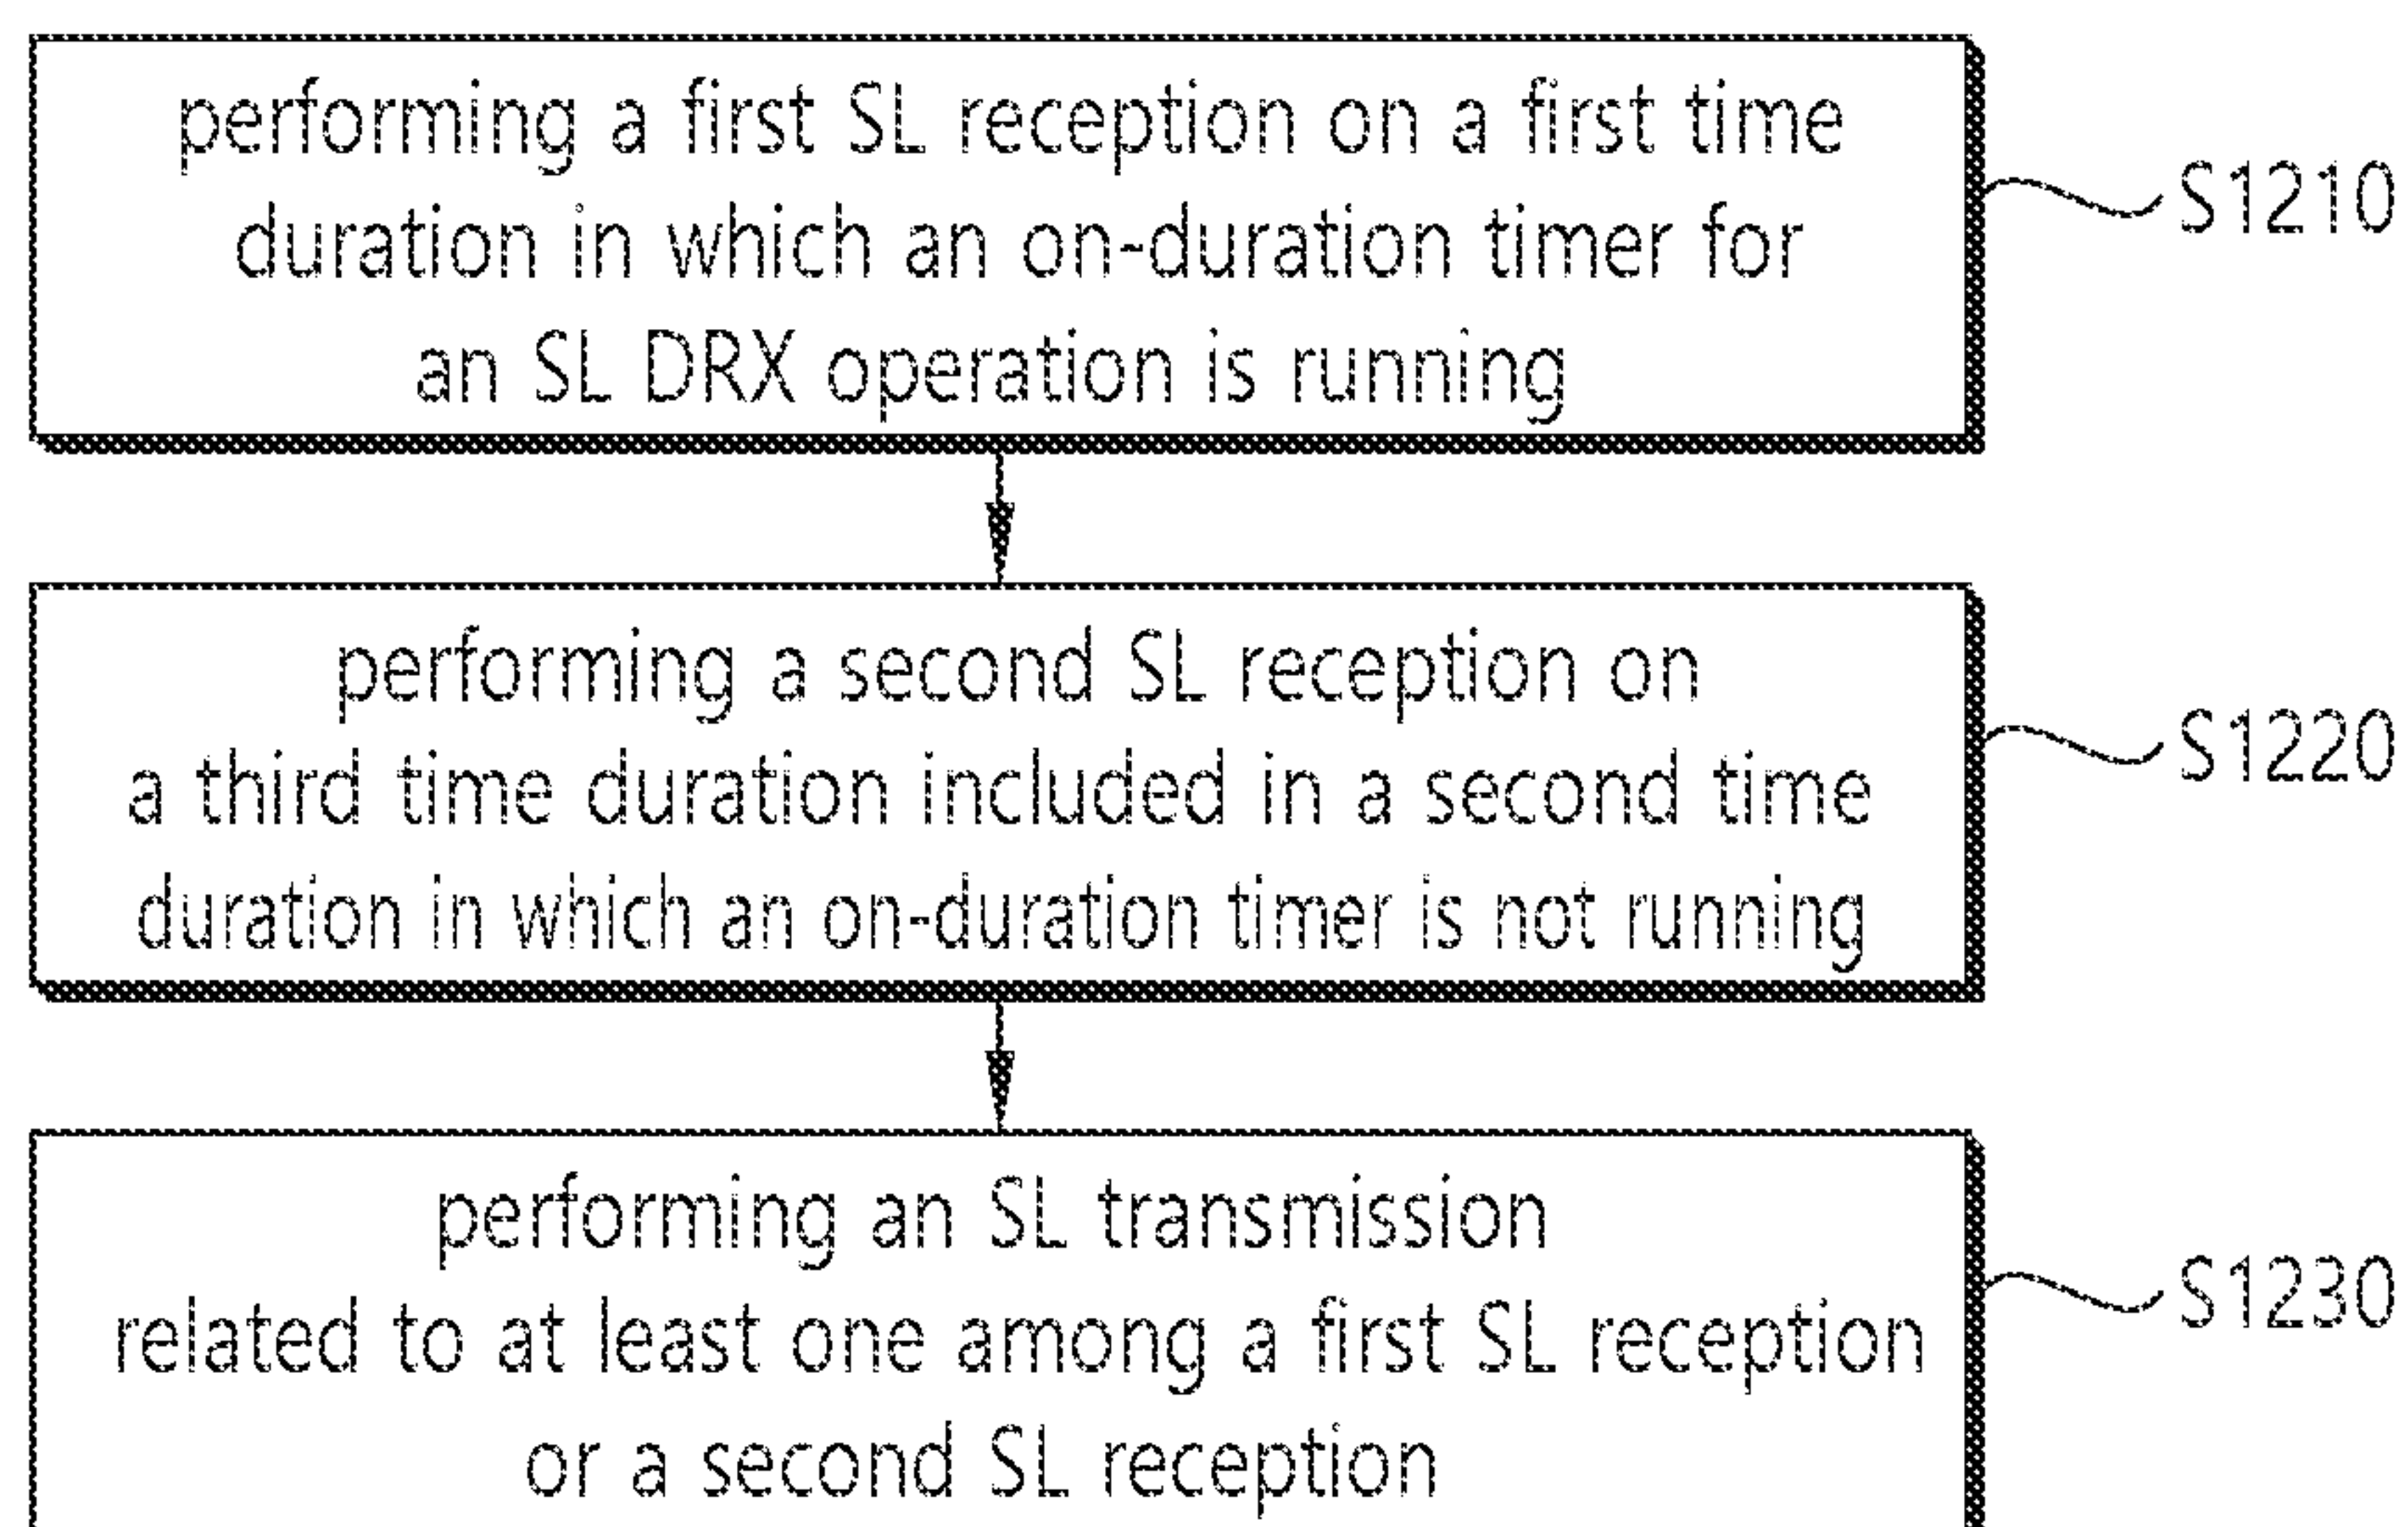 performing a first SL reception on a first time
duration in which an on-duration timer for
an SL DRX operation is running
S1210
performing a second SL reception on
a third time duration included in a second time
duration in which an on-duration timer is not running
S1220
performing an SL transmission
related to at least one among a first SL reception
or a second SL reception
S1230